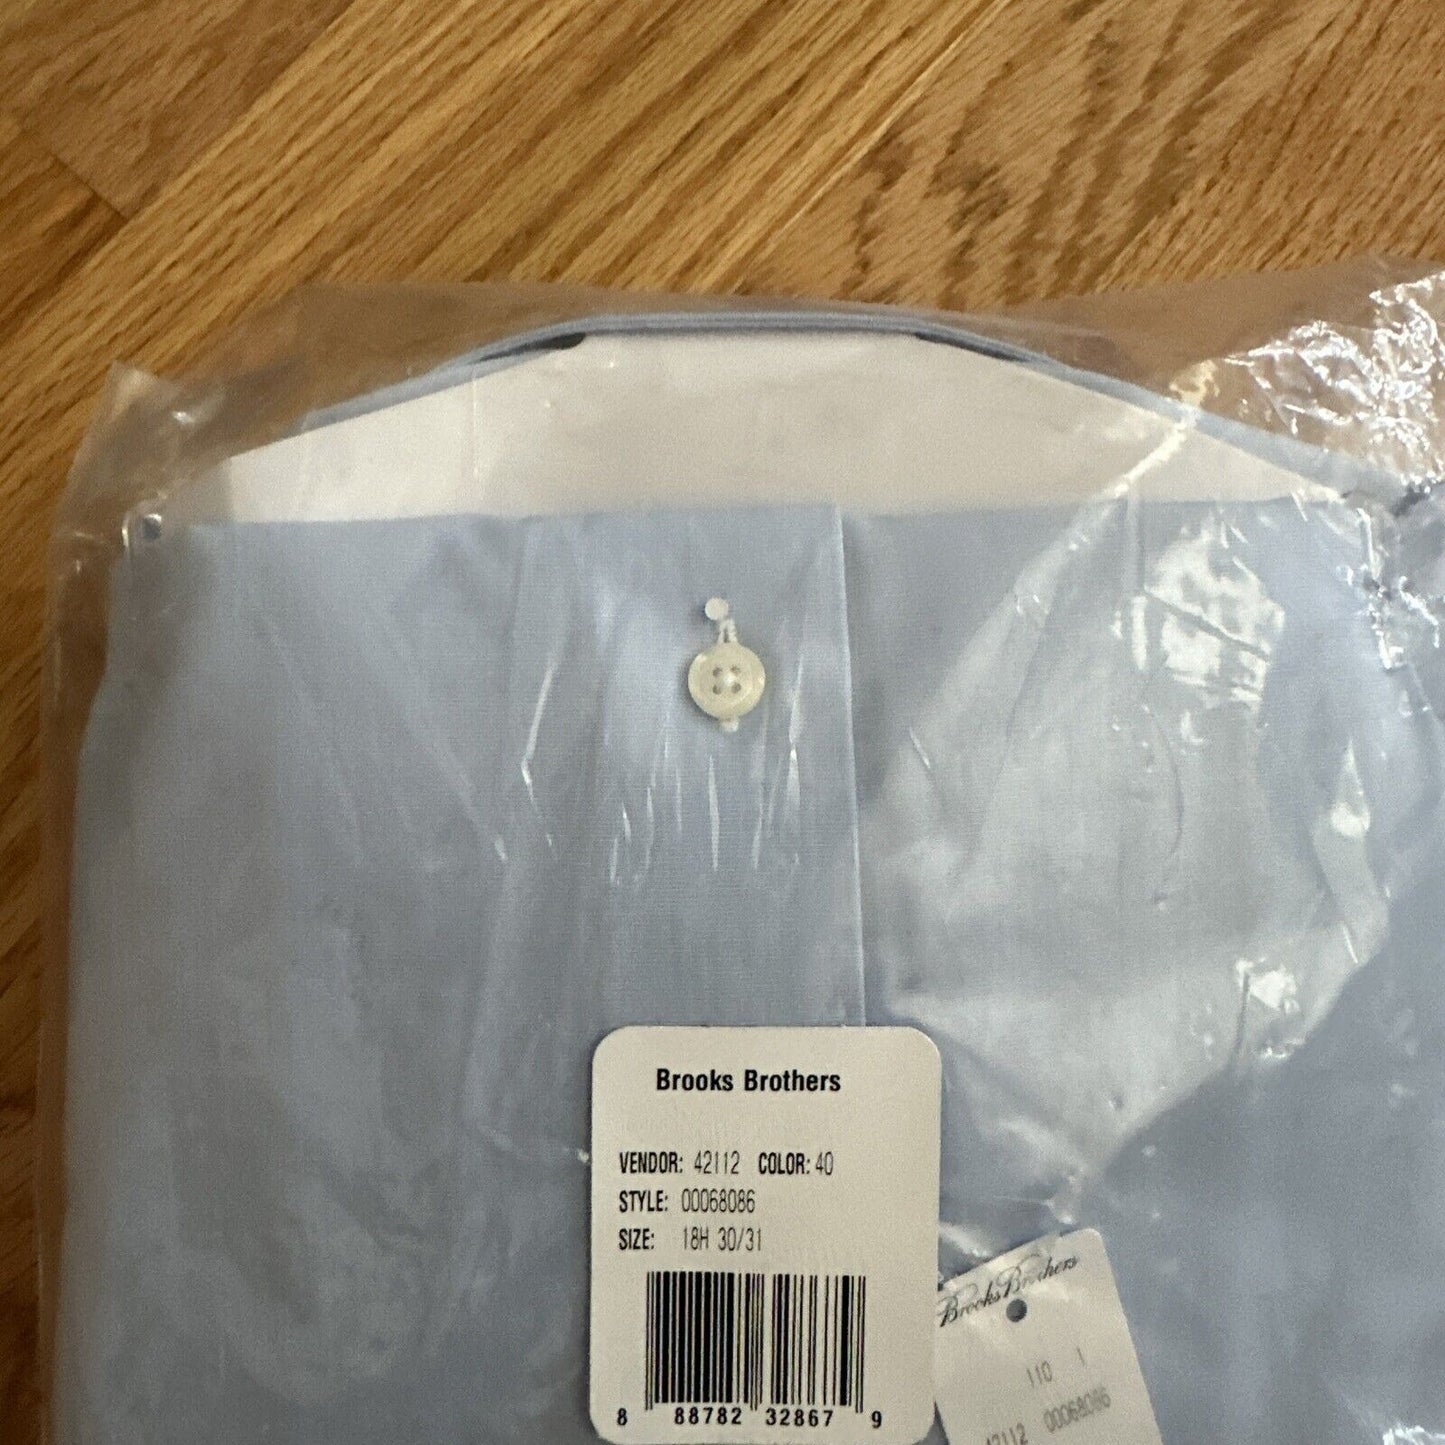 Brooks Brothers
VENDOR: 42112 COLOR: 40
STYLE: 00068086
SIZE: 18H 30/31
8 88782 32867 9
Brooks Brothers
110 1
42112 00068086